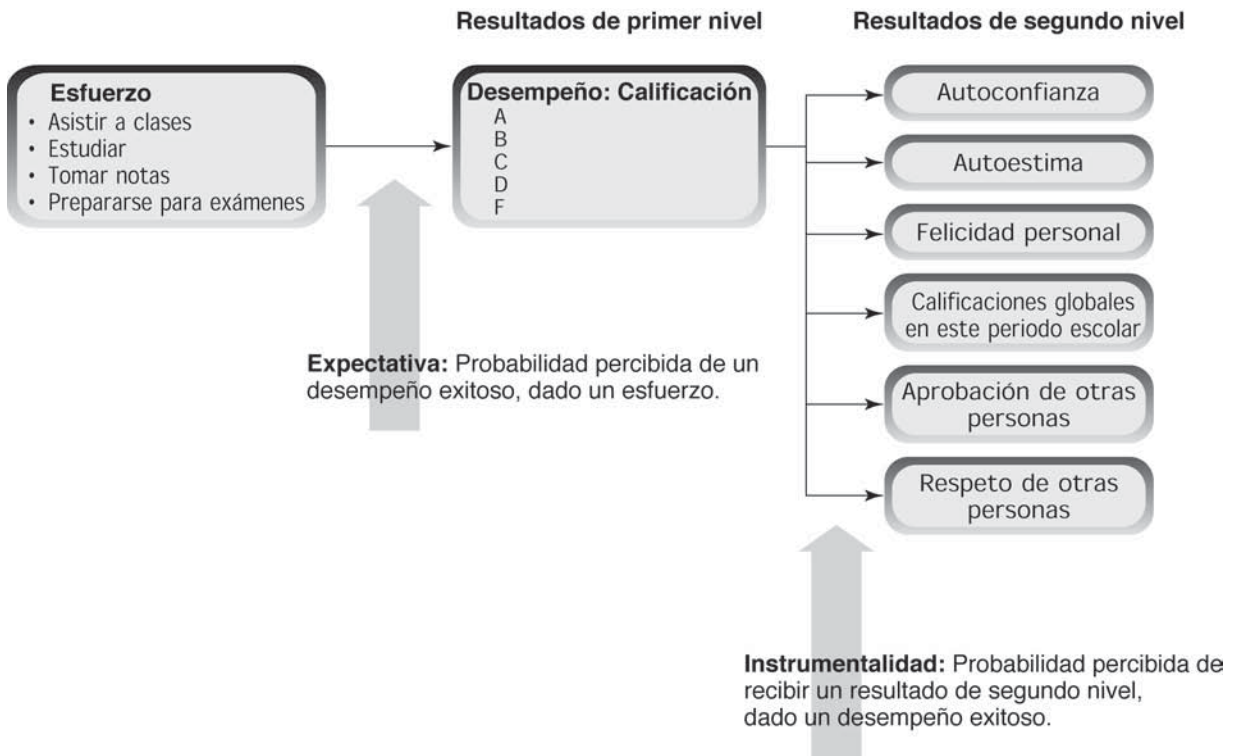 Resultados de primer nivel
Resultados de segundo nivel
Esfuerzo
• Asistir a clases
• Estudiar
• Tomar notas
• Prepararse para exámenes
Desempeño: Calificación
A
B
C
D
F
Autoconfianza
Autoestima
Felicidad personal
Calificaciones globales
en este periodo escolar
Aprobación de otras
personas
Respeto de otras
personas
Expectativa: Probabilidad percibida de un
desempeño exitoso, dado un esfuerzo.
Instrumentalidad: Probabilidad percibida de
recibir un resultado de segundo nivel,
dado un desempeño exitoso.